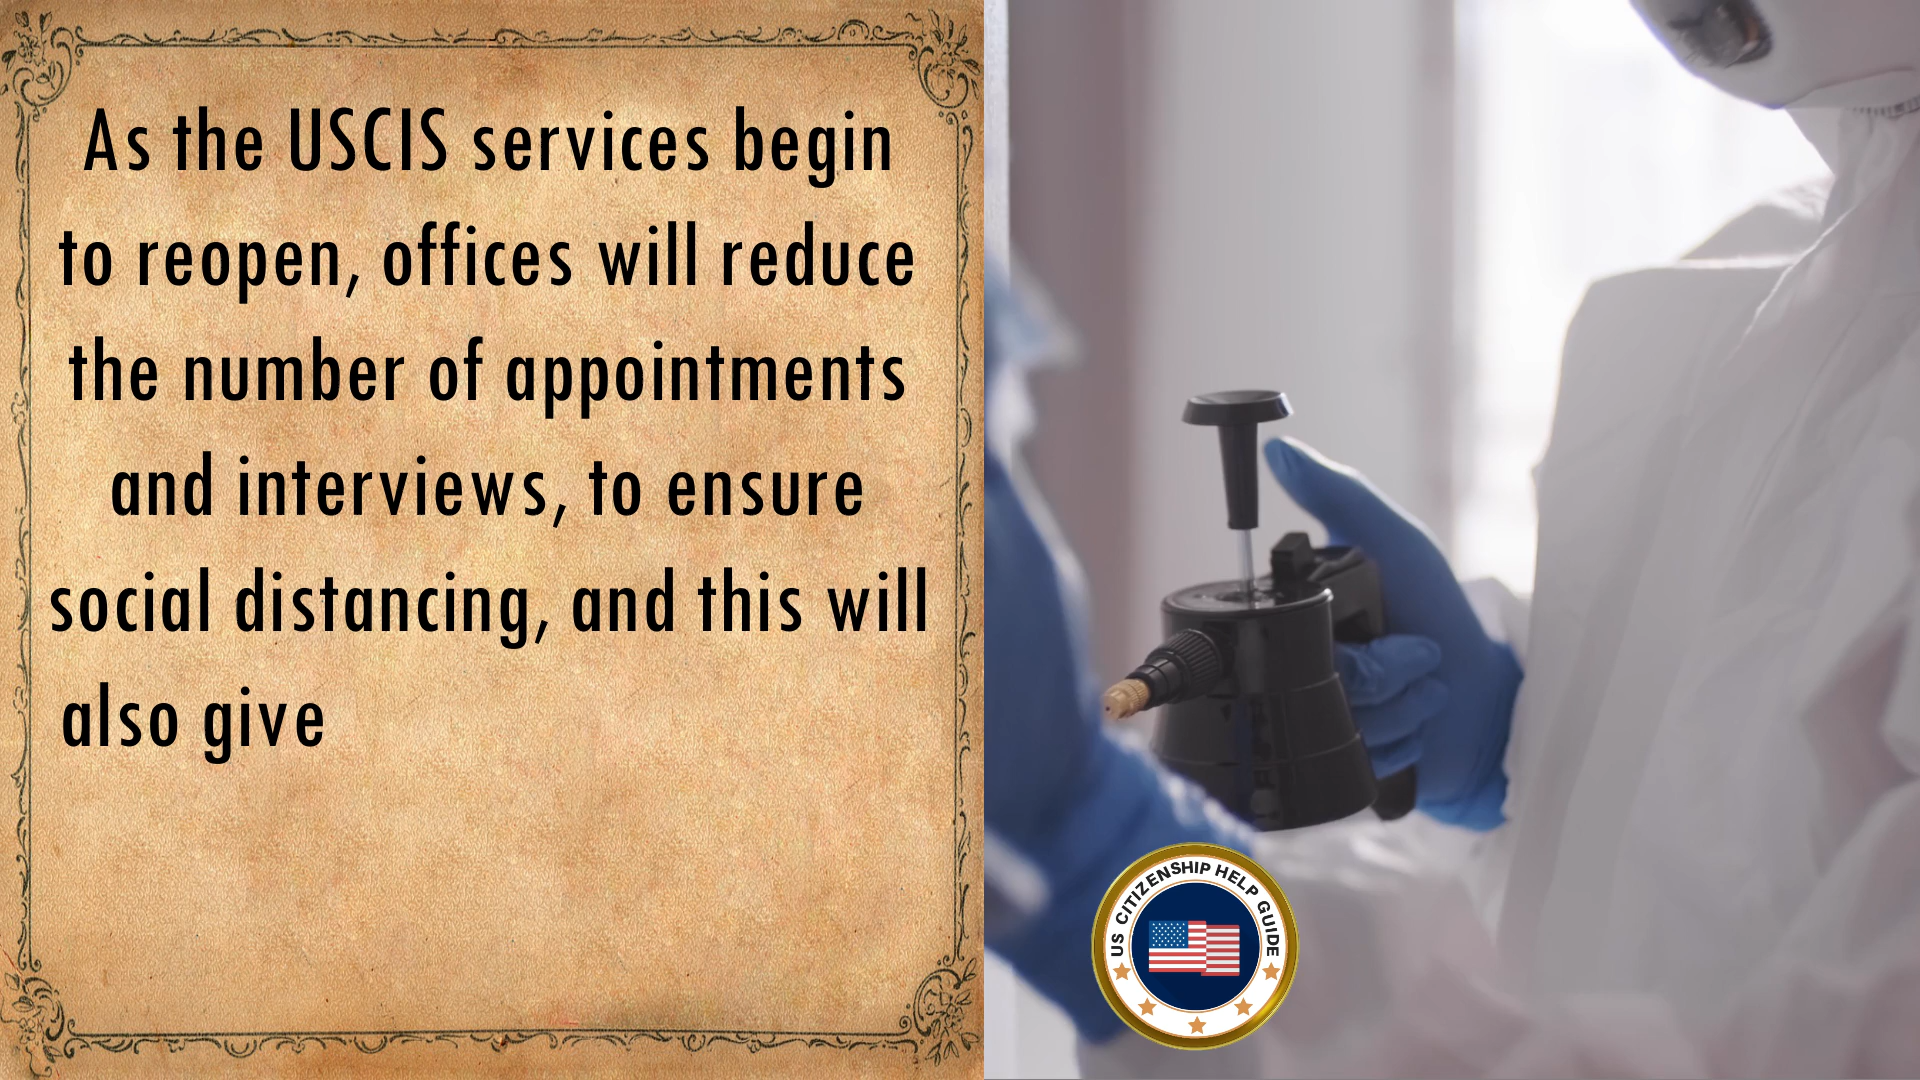 As the USCIS services begin
to reopen, offices will reduce
the number of appointments
and interviews, to ensure
social distancing, and this will
also give
US CITIZENSHIP HELP GUIDE